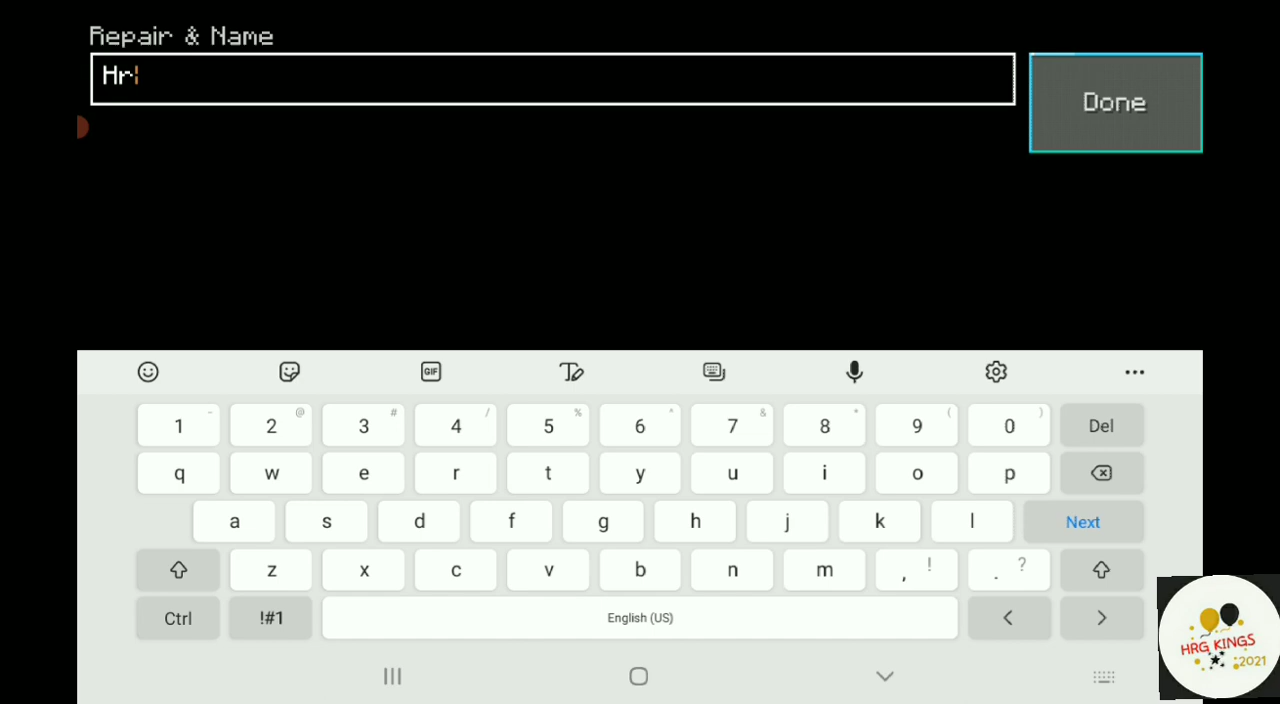 Repair & Name
Hr
Done
GIF
1 - 2 @ 3 # 4 / 5 % 6 ^ 7 & 8 * 9 ( 0 ) Del
q w e r t y u i o p
a s d f g h j k l Next
z x c v b n m , ! . ?
Ctrl !#1 English (US) < >
HRG KINGS
2021